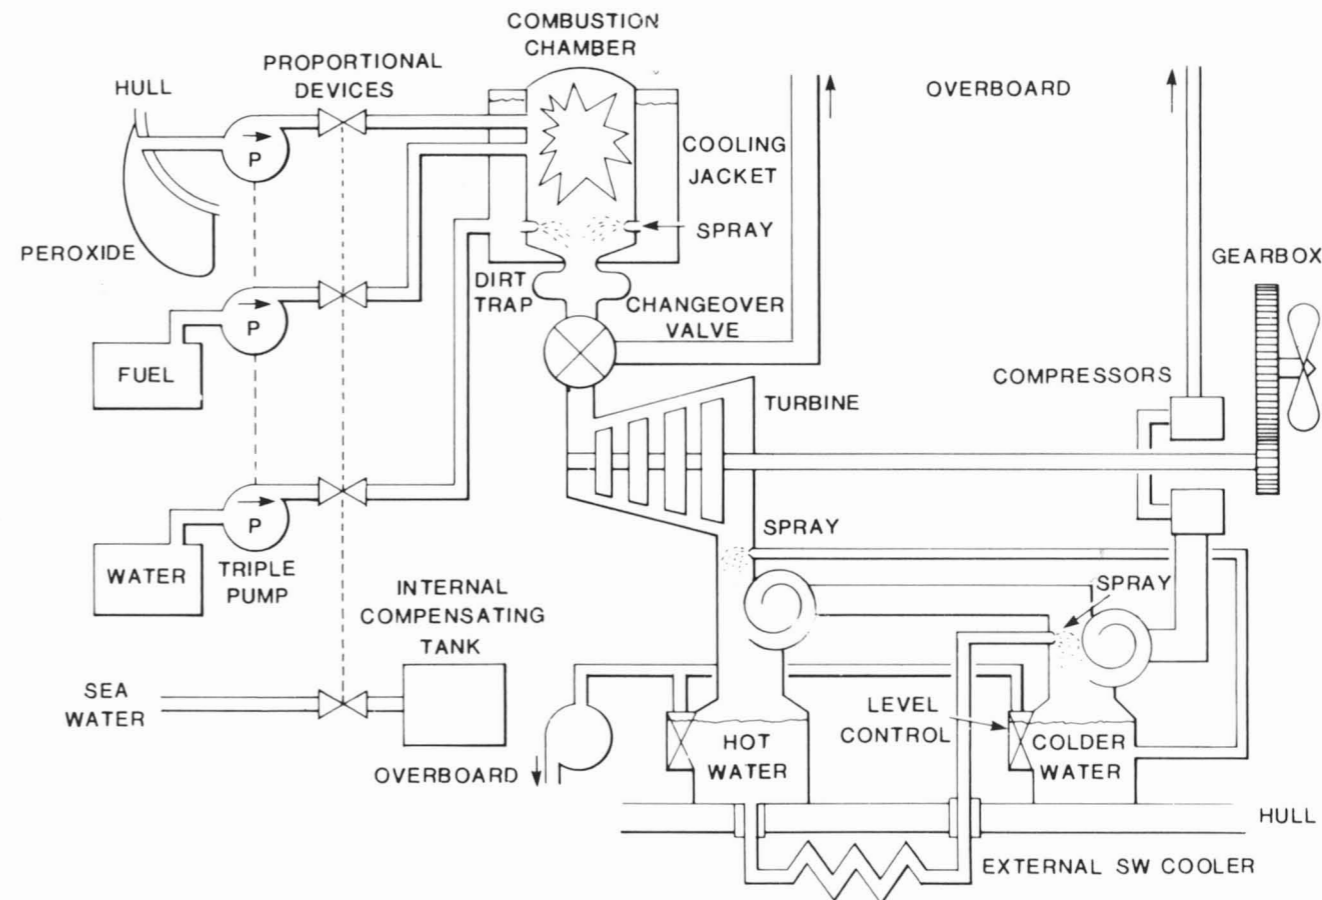 COMBUSTION
CHAMBER
PROPORTIONAL
DEVICES
HULL
OVERBOARD
P
COOLING
JACKET
PEROXIDE
SPRAY
GEARBOX
DIRT
TRAP
CHANGEOVER
VALVE
P
FUEL
COMPRESSORS
TURBINE
P
SPRAY
WATER
TRIPLE
PUMP
INTERNAL
COMPENSATING
TANK
SPRAY
SEA
WATER
LEVEL
CONTROL
OVERBOARD
HOT
WATER
COLDER
WATER
HULL
EXTERNAL SW COOLER